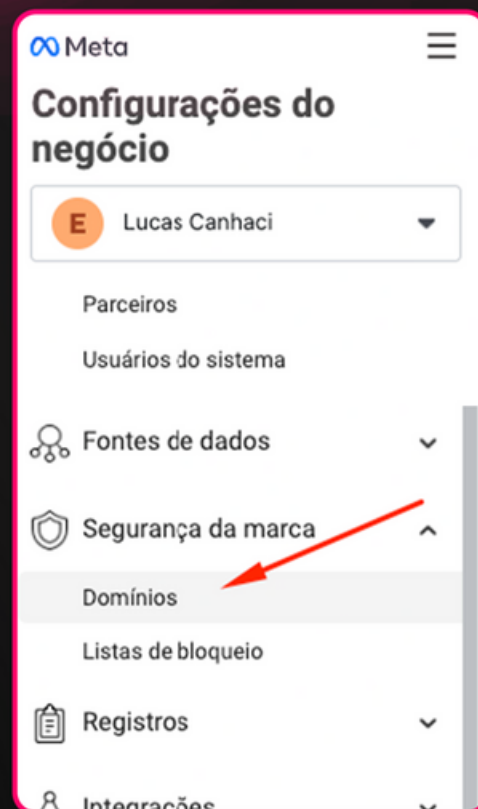 Meta
Configurações do
negócio
E Lucas Canhaci
Parceiros
Usuários do sistema
Fontes de dados
Segurança da marca
Domínios
Listas de bloqueio
Registros
Integrações